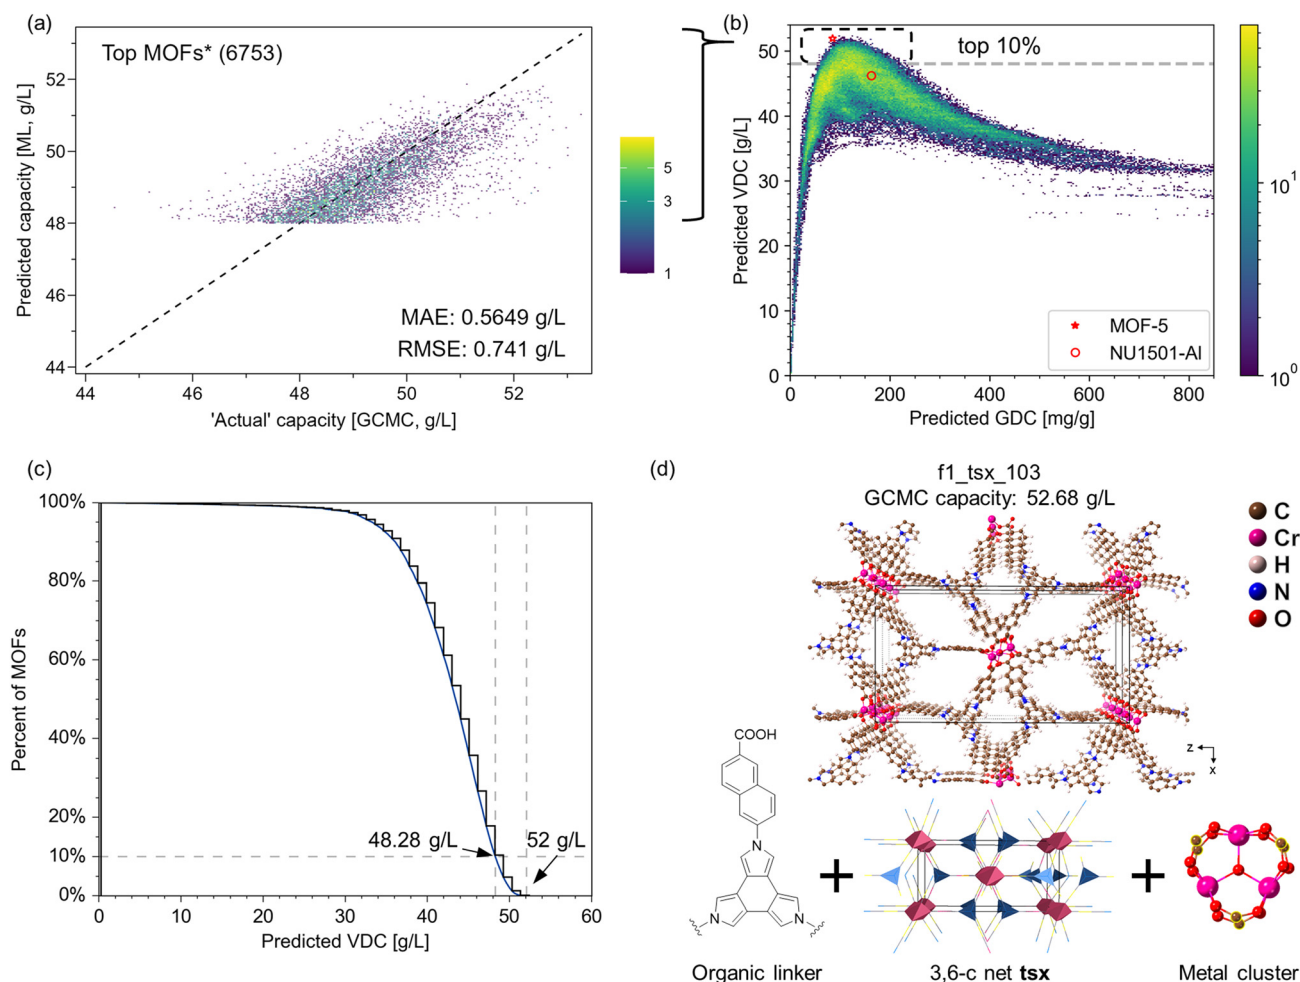 (a)
Top MOFs* (6753)
Predicted capacity [ML, g/L]
52
50
48
46
44
MAE: 0.5649 g/L
RMSE: 0.741 g/L
44
46
48
50
52
'Actual' capacity [GCMC, g/L]
5
3
1
(b)
Predicted VDC [g/L]
50
40
30
20
10
0
top 10%
MOF-5
NU1501-Al
0
200
400
600
800
Predicted GDC [mg/g]
10¹
10⁰
(c)
Percent of MOFs
100%
80%
60%
40%
20%
10%
0%
48.28 g/L
52 g/L
0
10
20
30
40
50
60
Predicted VDC [g/L]
(d)
f1_tsx_103
GCMC capacity: 52.68 g/L
C
Cr
H
N
O
z
x
COOH
N
N
N
Organic linker
+
3,6-c net tsx
+
Metal cluster